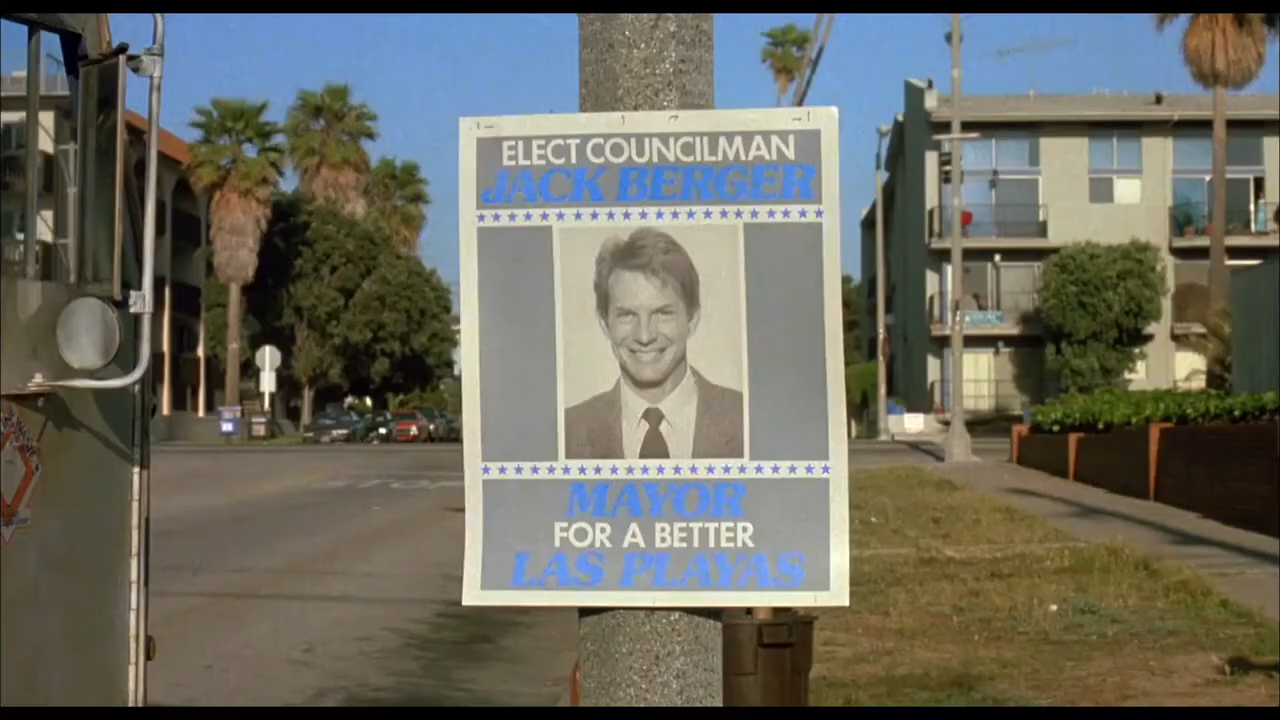 ELECT COUNCILMAN
JACK BERGER
MAYOR
FOR A BETTER
LAS PLAYAS